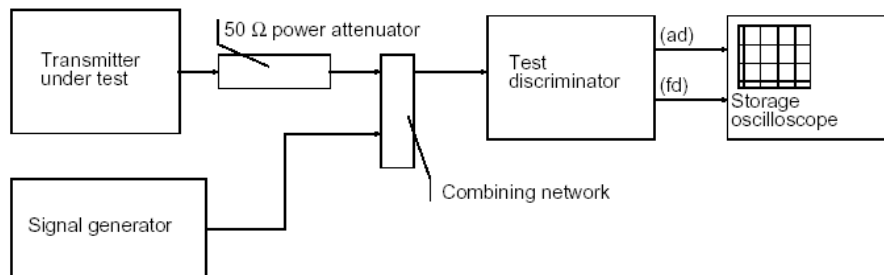 50 Ω power attenuator
Transmitter
under test
Test
discriminator
(ad)
(fd)
Storage
oscilloscope
Combining network
Signal generator